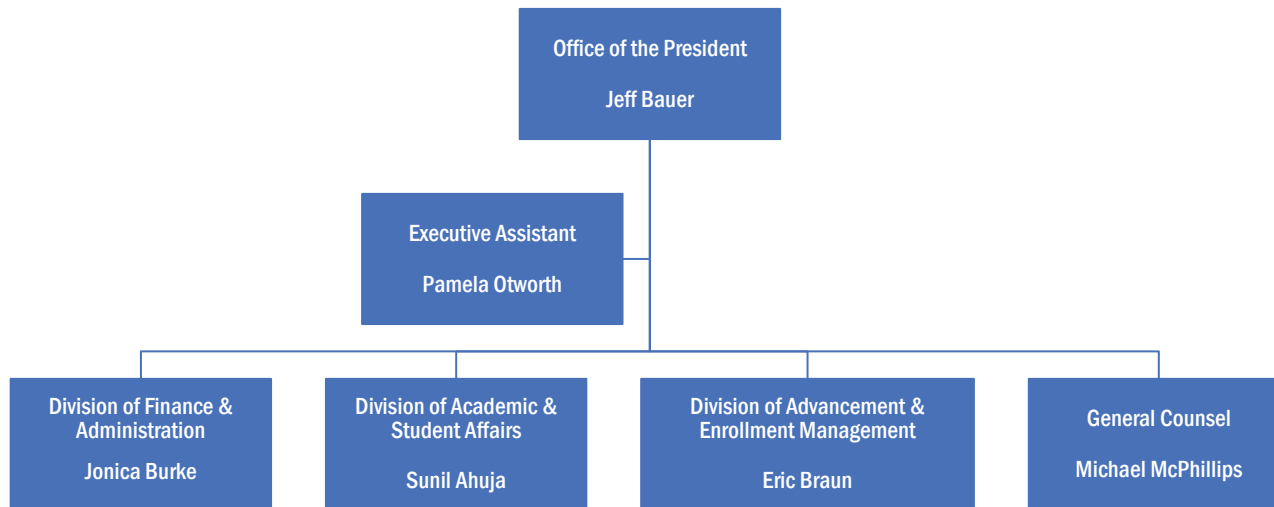 Office of the President
Jeff Bauer
Executive Assistant
Pamela Otworth
Division of Finance &
Administration
Jonica Burke
Division of Academic &
Student Affairs
Sunil Ahuja
Division of Advancement &
Enrollment Management
Eric Braun
General Counsel
Michael McPhillips